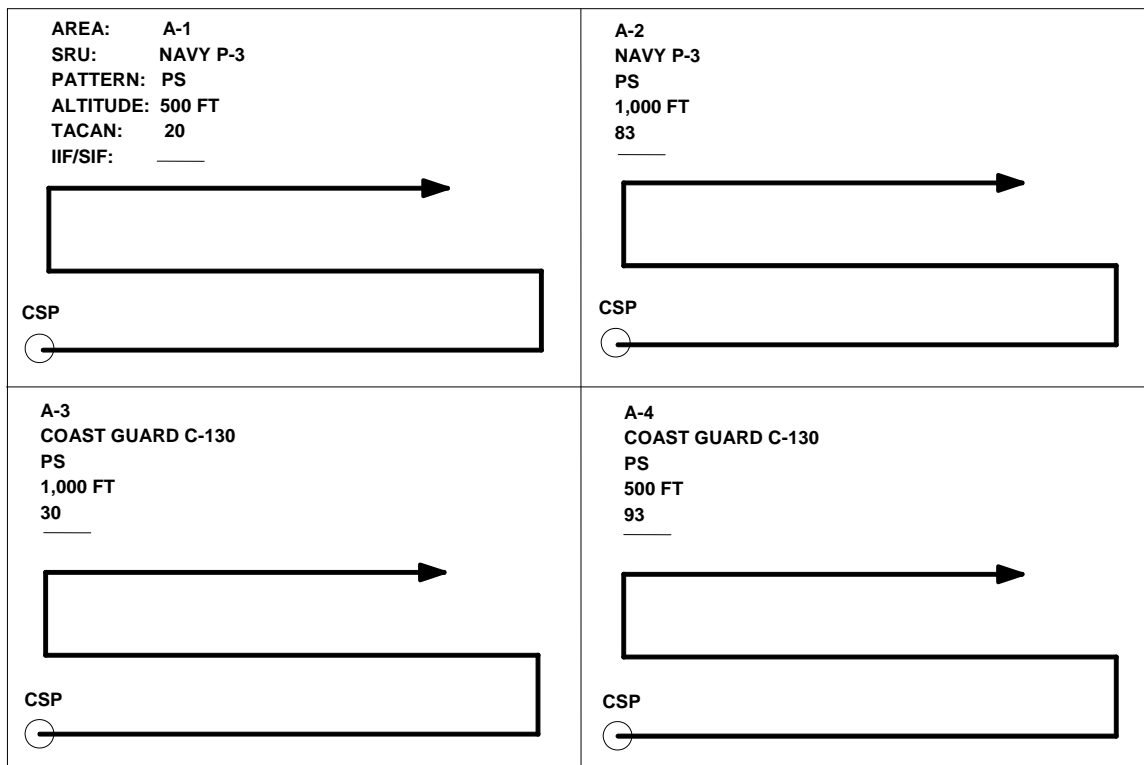 AREA: A-1
SRU: NAVY P-3
PATTERN: PS
ALTITUDE: 500 FT
TACAN: 20
IIF/SIF: _____
CSP
A-2
NAVY P-3
PS
1,000 FT
83
CSP
A-3
COAST GUARD C-130
PS
1,000 FT
30
CSP
A-4
COAST GUARD C-130
PS
500 FT
93
CSP